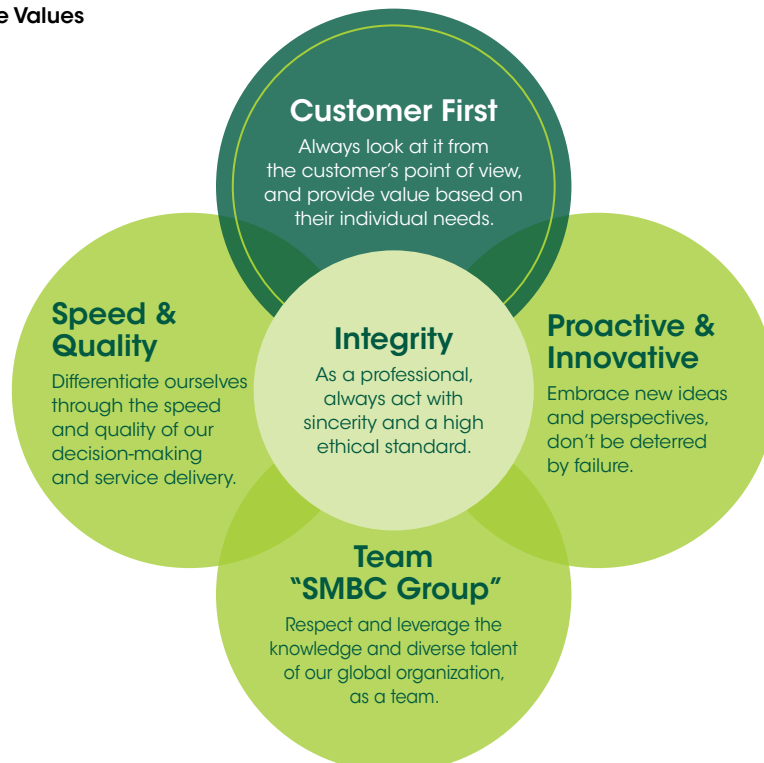 e Values
Customer First
Always look at it from
the customer’s point of view,
and provide value based on
their individual needs.
Speed &
Quality
Differentiate ourselves
through the speed
and quality of our
decision-making
and service delivery.
Integrity
As a professional,
always act with
sincerity and a high
ethical standard.
Proactive &
Innovative
Embrace new ideas
and perspectives,
don’t be deterred
by failure.
Team
“SMBC Group”
Respect and leverage the
knowledge and diverse talent
of our global organization,
as a team.